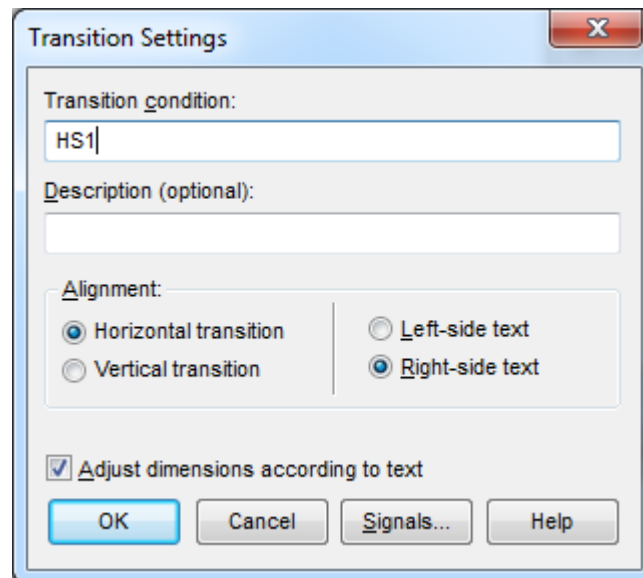 Transition Settings
Transition condition:
HS1
Description (optional):
Alignment:
Horizontal transition
Left-side text
Vertical transition
Right-side text
Adjust dimensions according to text
OK Cancel Signals... Help